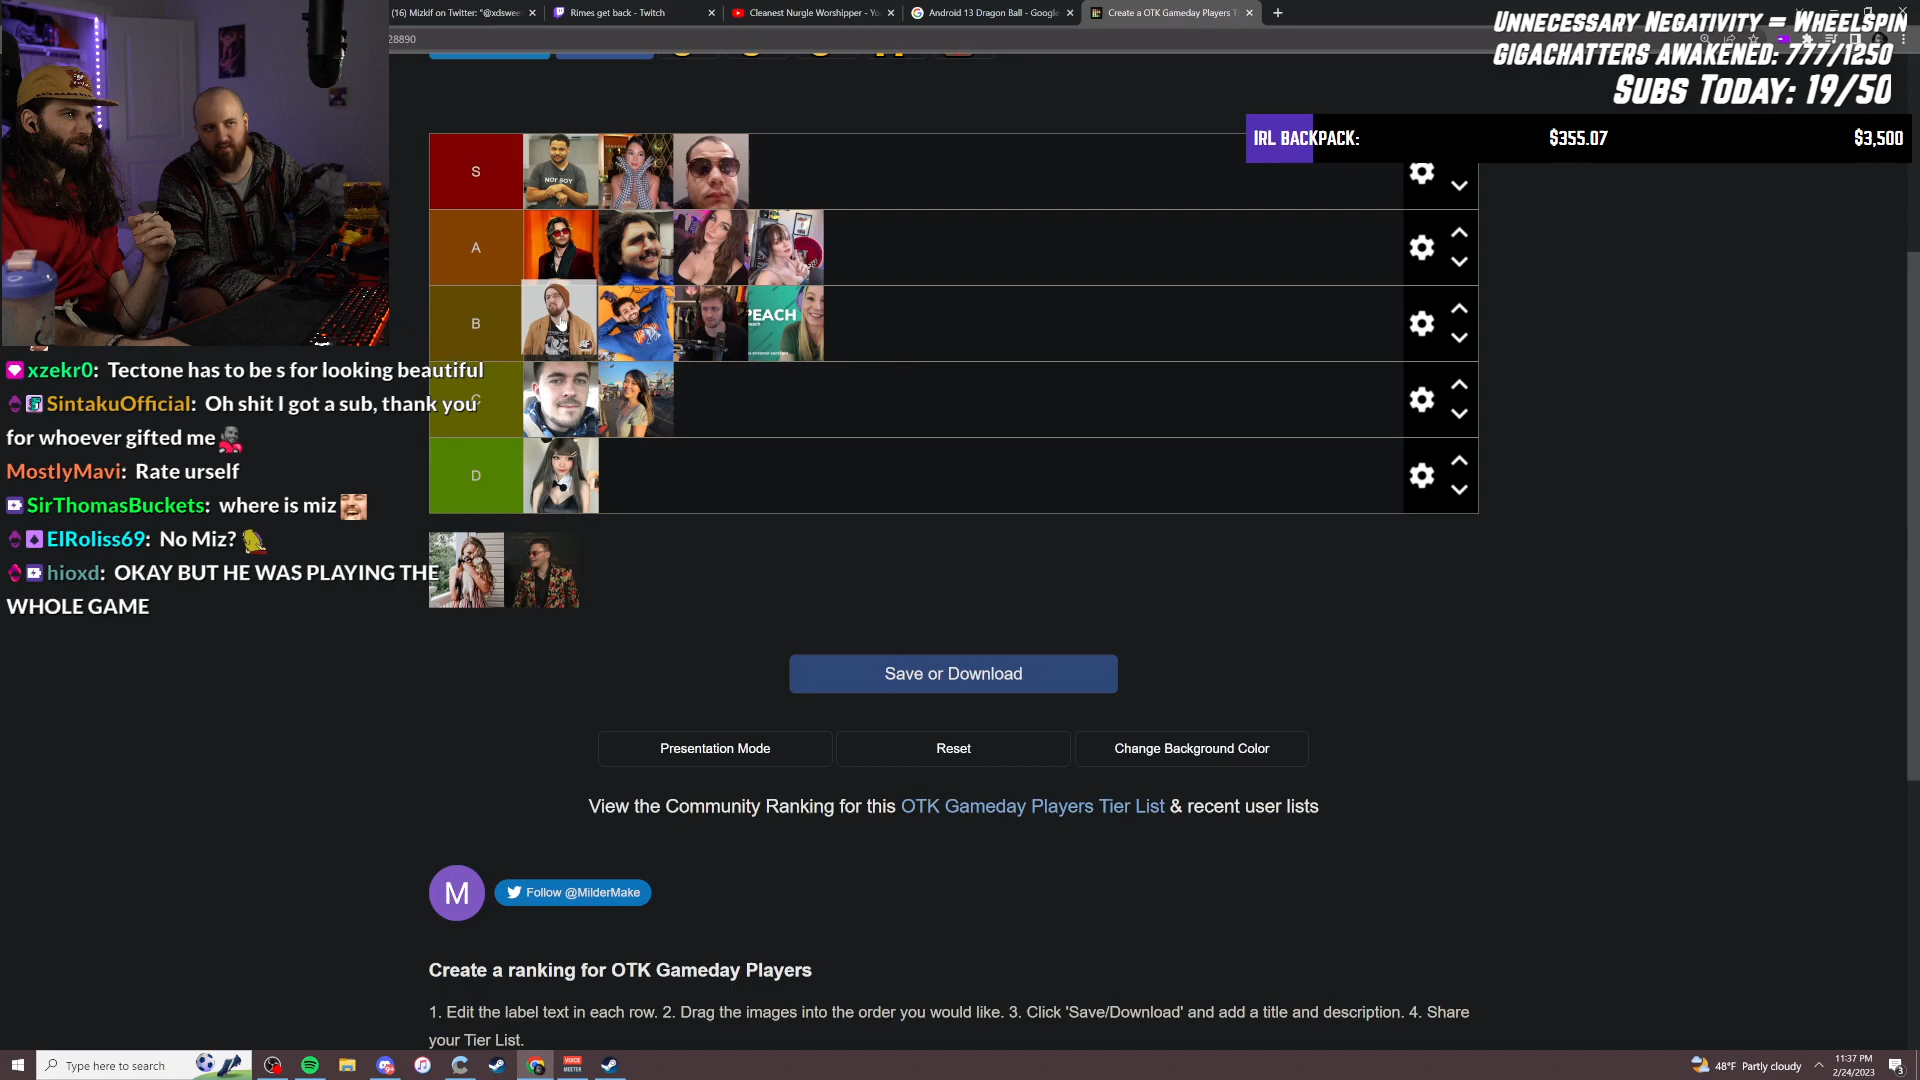 (16) Mizkif on Twitter: "@xdswee
Rimes get back - Twitch
Cleanest Nurgle Worshipper - Yo
Android 13 Dragon Ball - Google
Create a OTK Gameday Players Ti
28890
Unnecessary Negativity = Wheelspin
GIGACHATTERS AWAKENED: 777/1250
Subs Today: 19/50
IRL BACKPACK:
$355.07
$3,500
S
NOT SOY
A
B
PEACH
C
D
xzekr0: Tectone has to be s for looking beautiful
SintakuOfficial: Oh shit I got a sub, thank you
for whoever gifted me
MostlyMavi: Rate urself
SirThomasBuckets: where is miz
ElRoliss69: No Miz?
hioxd: OKAY BUT HE WAS PLAYING THE
WHOLE GAME
Save or Download
Presentation Mode
Reset
Change Background Color
View the Community Ranking for this OTK Gameday Players Tier List & recent user lists
M
Follow @MilderMake
Create a ranking for OTK Gameday Players
1. Edit the label text in each row. 2. Drag the images into the order you would like. 3. Click 'Save/Download' and add a title and description. 4. Share
your Tier List.
Type here to search
VOICE
MEETER
48°F Partly cloudy
11:37 PM
2/24/2023
3